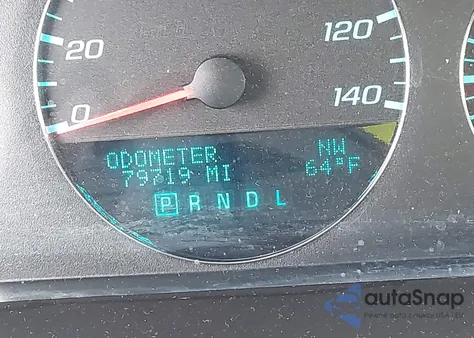 20
120
0
140
ODOMETER
79719 MI
NW
64°F
P R N D L
autoSnap